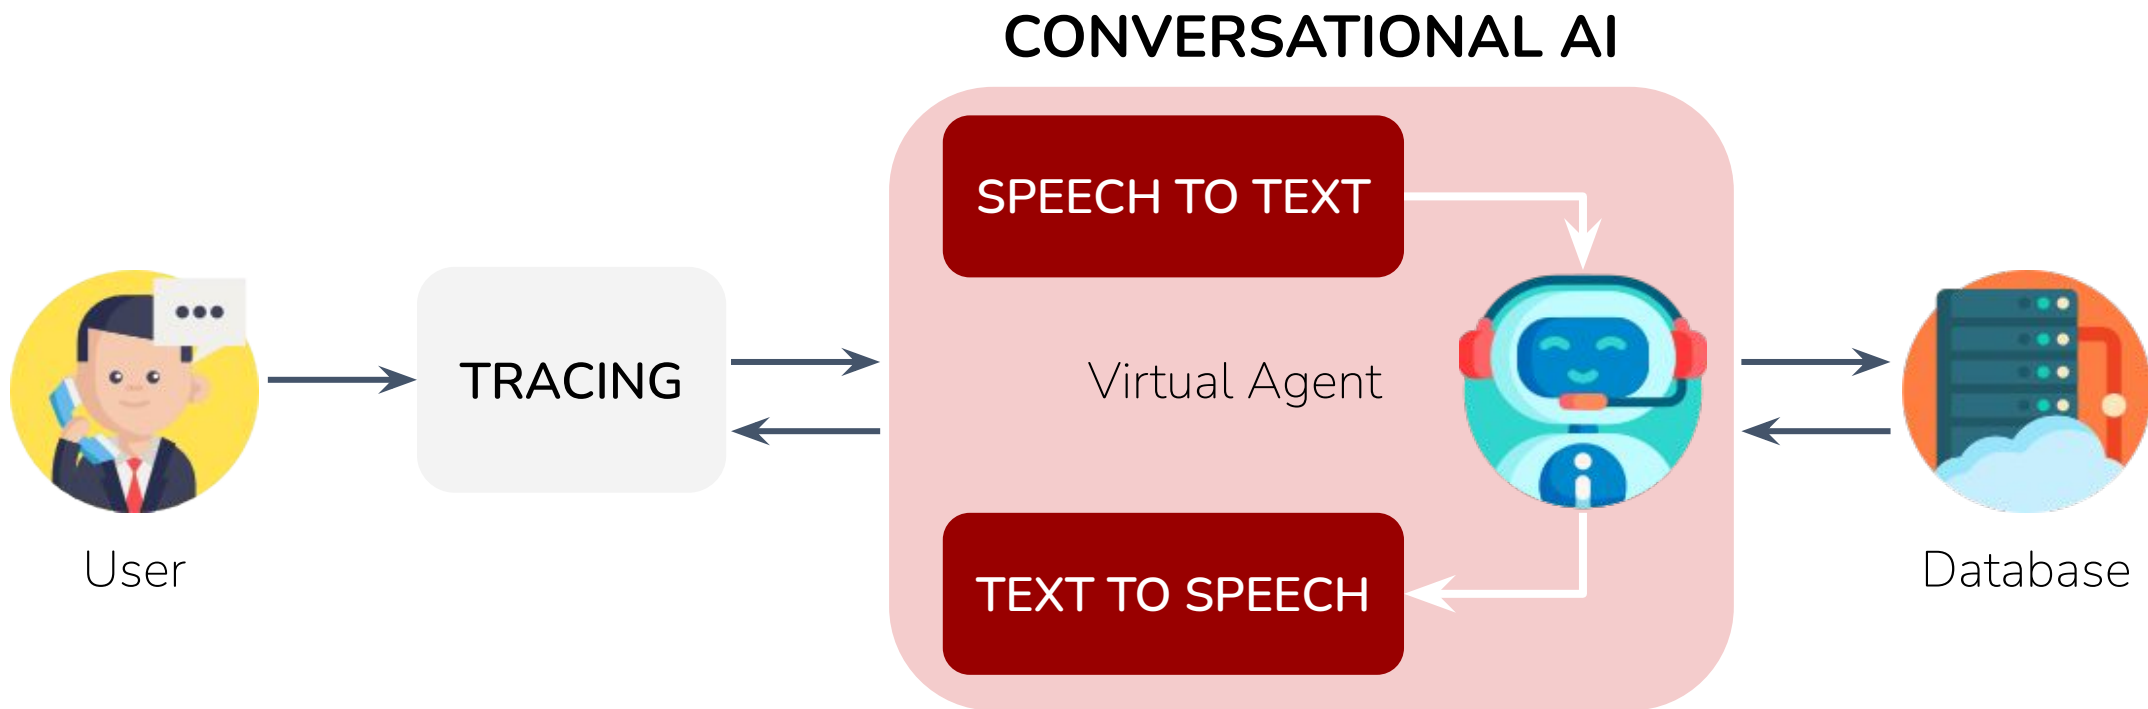 CONVERSATIONAL AI
SPEECH TO TEXT
TRACING
Virtual Agent
TEXT TO SPEECH
User
Database